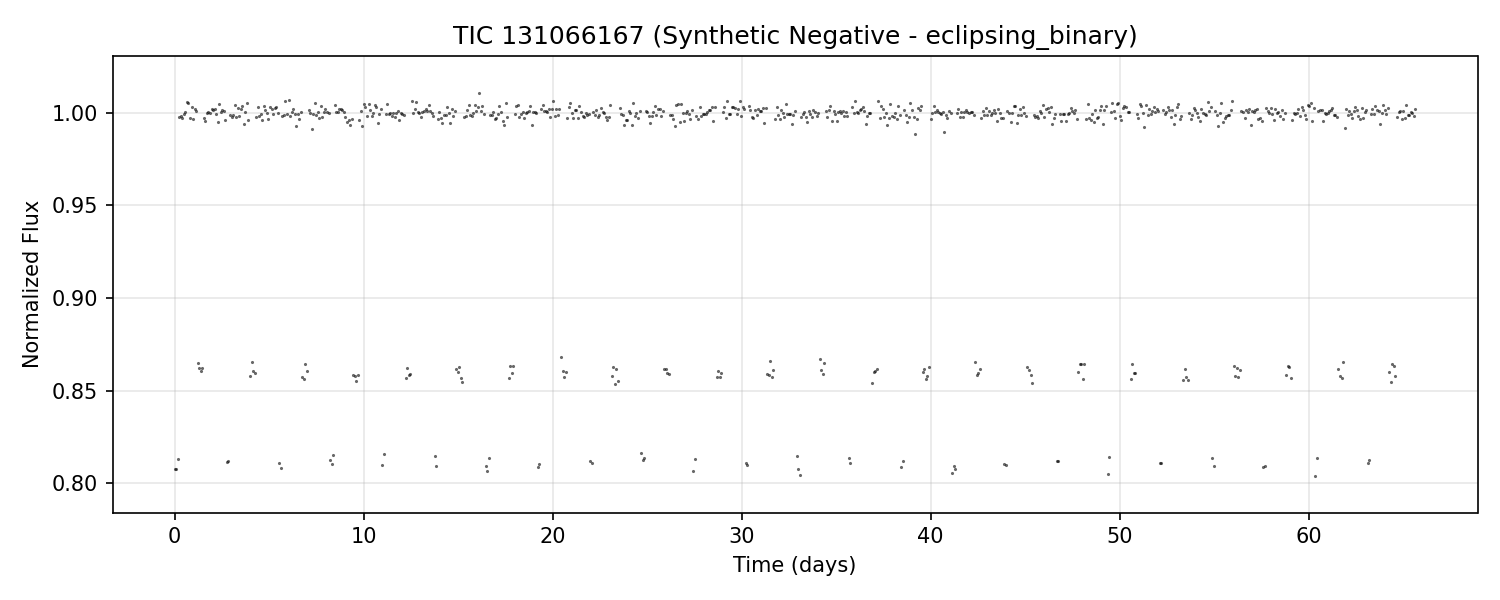 TIC 131066167 (Synthetic Negative - eclipsing_binary)
Normalized Flux
1.00
0.95
0.90
0.85
0.80
0 10 20 30 40 50 60
Time (days)